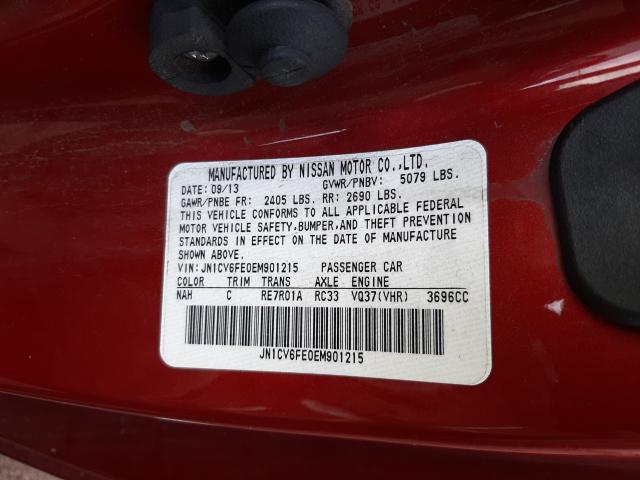 MANUFACTURED BY NISSAN MOTOR CO.,LTD.
DATE: 09/13 GVWR/PNBV: 5079 LBS.
GAWR/PNBE FR: 2405 LBS. RR: 2690 LBS.
THIS VEHICLE CONFORMS TO ALL APPLICABLE FEDERAL
MOTOR VEHICLE SAFETY,BUMPER,AND THEFT PREVENTION
STANDARDS IN EFFECT ON THE DATE OF MANUFACTURE
SHOWN ABOVE.
VIN: JN1CV6FE0EM901215 PASSENGER CAR
COLOR TRIM TRANS AXLE ENGINE
NAH C RE7R01A RC33 VQ37(VHR) 3696CC
JN1CV6FE0EM901215